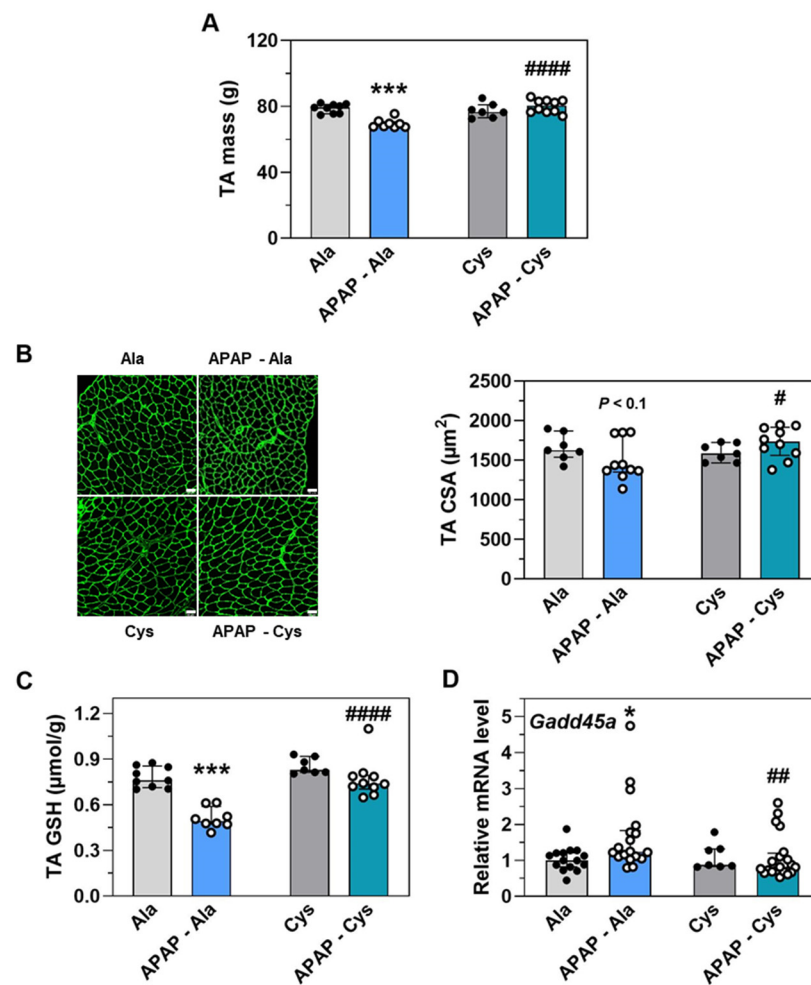 A
TA mass (g)
120
80
40
0
***
####
Ala
APAP - Ala
Cys
APAP - Cys
B
Ala
APAP - Ala
Cys
APAP - Cys
TA CSA (µm²)
2500
2000
1500
1000
500
0
P < 0.1
#
Ala
APAP - Ala
Cys
APAP - Cys
C
TA GSH (µmol/g)
1.2
0.9
0.6
0.3
0.0
***
####
Ala
APAP - Ala
Cys
APAP - Cys
D
Relative mRNA level
5
4
3
2
1
0
Gadd45a
*
##
Ala
APAP - Ala
Cys
APAP - Cys